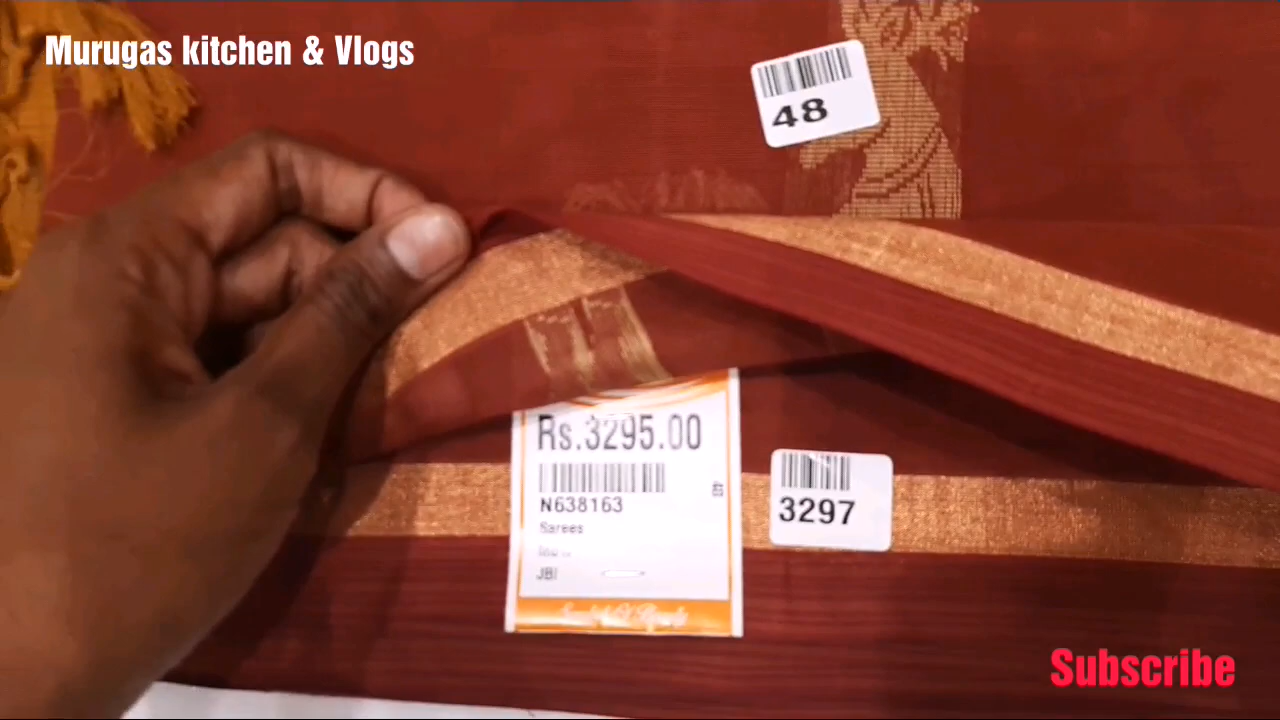 Murugas kitchen & Vlogs
48
Rs.3295.00
N638163
Sarees
JBI
3297
Subscribe